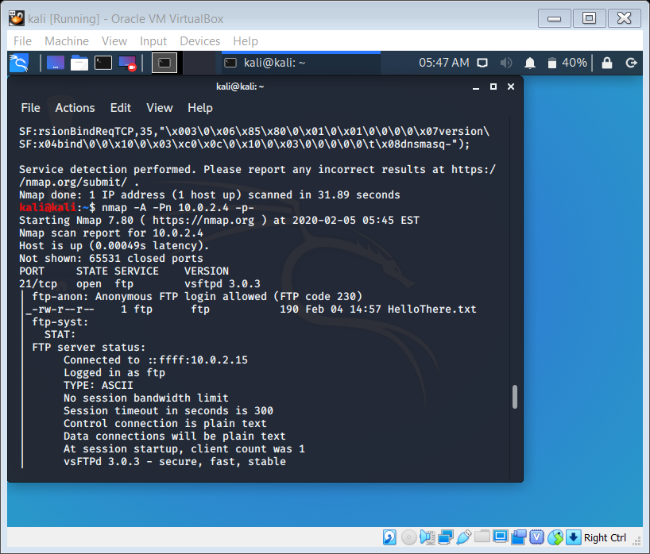 kali [Running] - Oracle VM VirtualBox
File Machine View Input Devices Help
kali@kali: ~ 05:47 AM 40%
kali@kali: ~
File Actions Edit View Help
SF:rsionBindReqTCP,35,"\x003\0\x06\x85\x80\0\x01\0\x01\0\0\0\0\x07version\
SF:x04bind\0\0\x10\0\x03\xc0\x0c\0\x10\0\x03\0\0\0\0\0\t\x08dnsmasq-");
Service detection performed. Please report any incorrect results at https:/
/nmap.org/submit/ .
Nmap done: 1 IP address (1 host up) scanned in 31.89 seconds
kali@kali:~$ nmap -A -Pn 10.0.2.4 -p-
Starting Nmap 7.80 ( https://nmap.org ) at 2020-02-05 05:45 EST
Nmap scan report for 10.0.2.4
Host is up (0.00049s latency).
Not shown: 65531 closed ports
PORT STATE SERVICE VERSION
21/tcp open ftp vsftpd 3.0.3
| ftp-anon: Anonymous FTP login allowed (FTP code 230)
|_-rw-r--r-- 1 ftp ftp 190 Feb 04 14:57 HelloThere.txt
| ftp-syst:
| STAT:
| FTP server status:
| Connected to ::ffff:10.0.2.15
| Logged in as ftp
| TYPE: ASCII
| No session bandwidth limit
| Session timeout in seconds is 300
| Control connection is plain text
| Data connections will be plain text
| At session startup, client count was 1
| vsFTPd 3.0.3 - secure, fast, stable
Right Ctrl